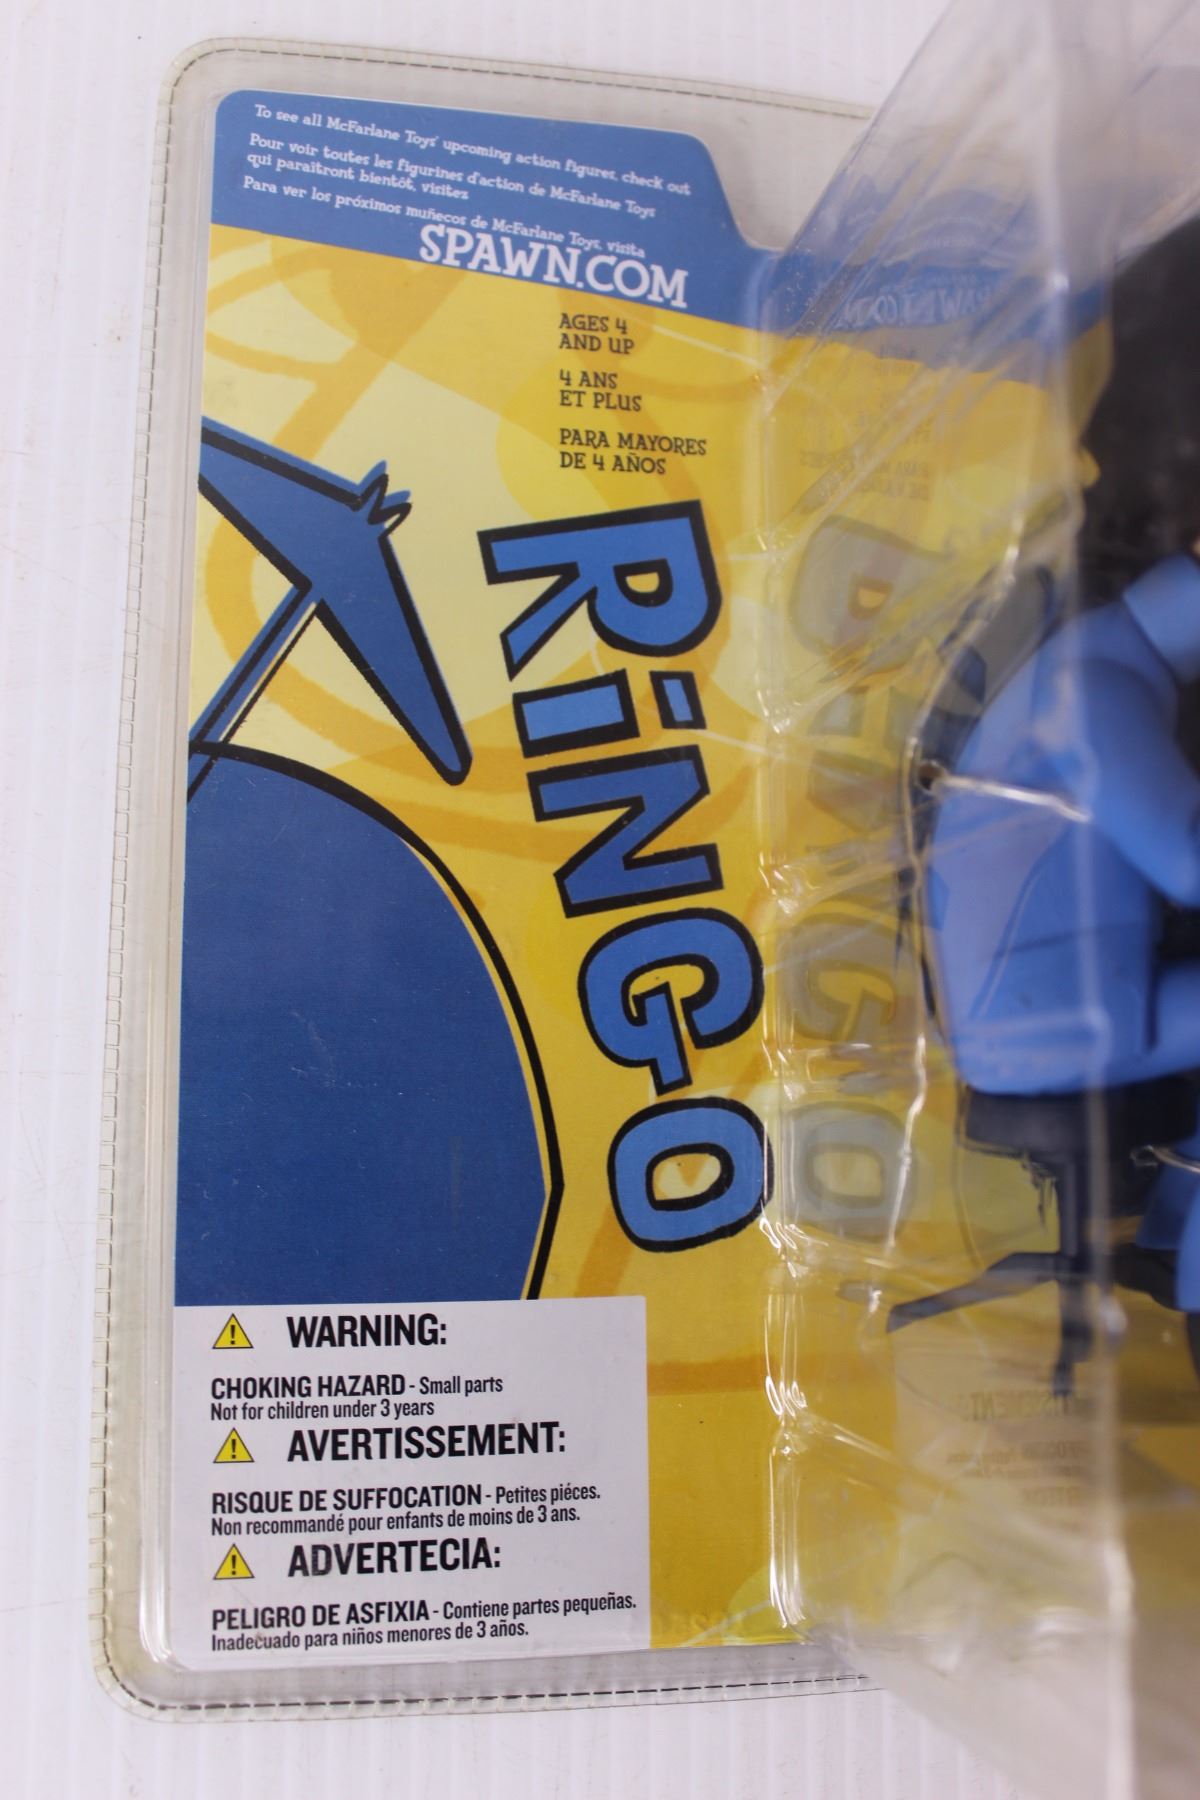 To see all McFarlane Toys' upcoming action figures, check out
Pour voir toutes les figurines d'action de McFarlane Toys
qui paraîtront bientôt, visitez
Para ver los próximos muñecos de McFarlane Toys, visita
SPAWN.COM
AGES 4
AND UP
4 ANS
ET PLUS
PARA MAYORES
DE 4 AÑOS
RiNGO
WARNING:
CHOKING HAZARD - Small parts
Not for children under 3 years
AVERTISSEMENT:
RISQUE DE SUFFOCATION - Petites piéces.
Non recommandé pour enfants de moins de 3 ans.
ADVERTECIA:
PELIGRO DE ASFIXIA - Contiene partes pequeñas.
Inadecuado para niños menores de 3 años.